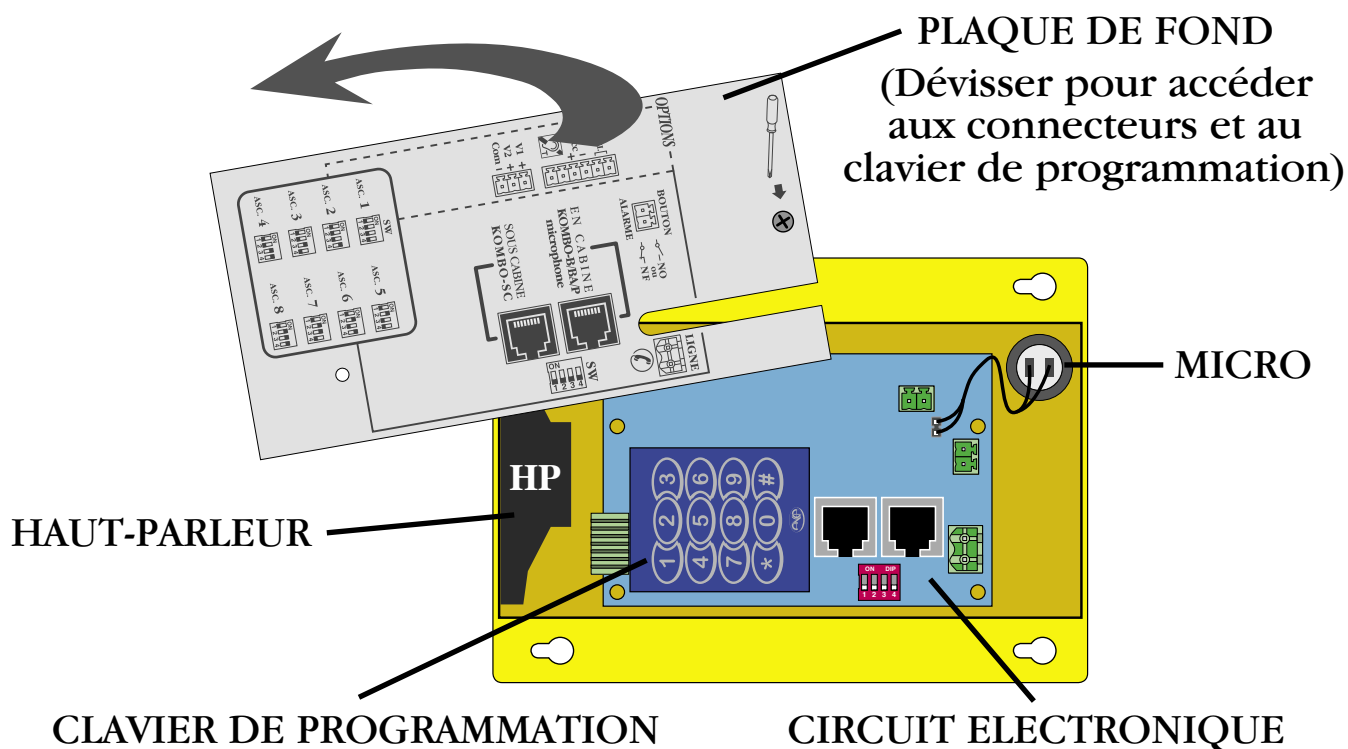 PLAQUE DE FOND
(Dévisser pour accéder
aux connecteurs et au
clavier de programmation)
MICRO
HAUT-PARLEUR
HP
CLAVIER DE PROGRAMMATION
CIRCUIT ELECTRONIQUE
OPTIONS
V1 +
V2 +
Com -
c +
BOUTON
ALARME
NO
ou
NF
EN CABINE
KOMBO-B/BA/P
microphone
SOUS CABINE
KOMBO-SC
LIGNE
SW
ON
1 2 3 4
SW
ASC. 1
ASC. 2
ASC. 3
ASC. 4
ASC. 5
ASC. 6
ASC. 7
ASC. 8
3 6 9 #
2 5 8 0
1 4 7 *
ON DIP
1 2 3 4